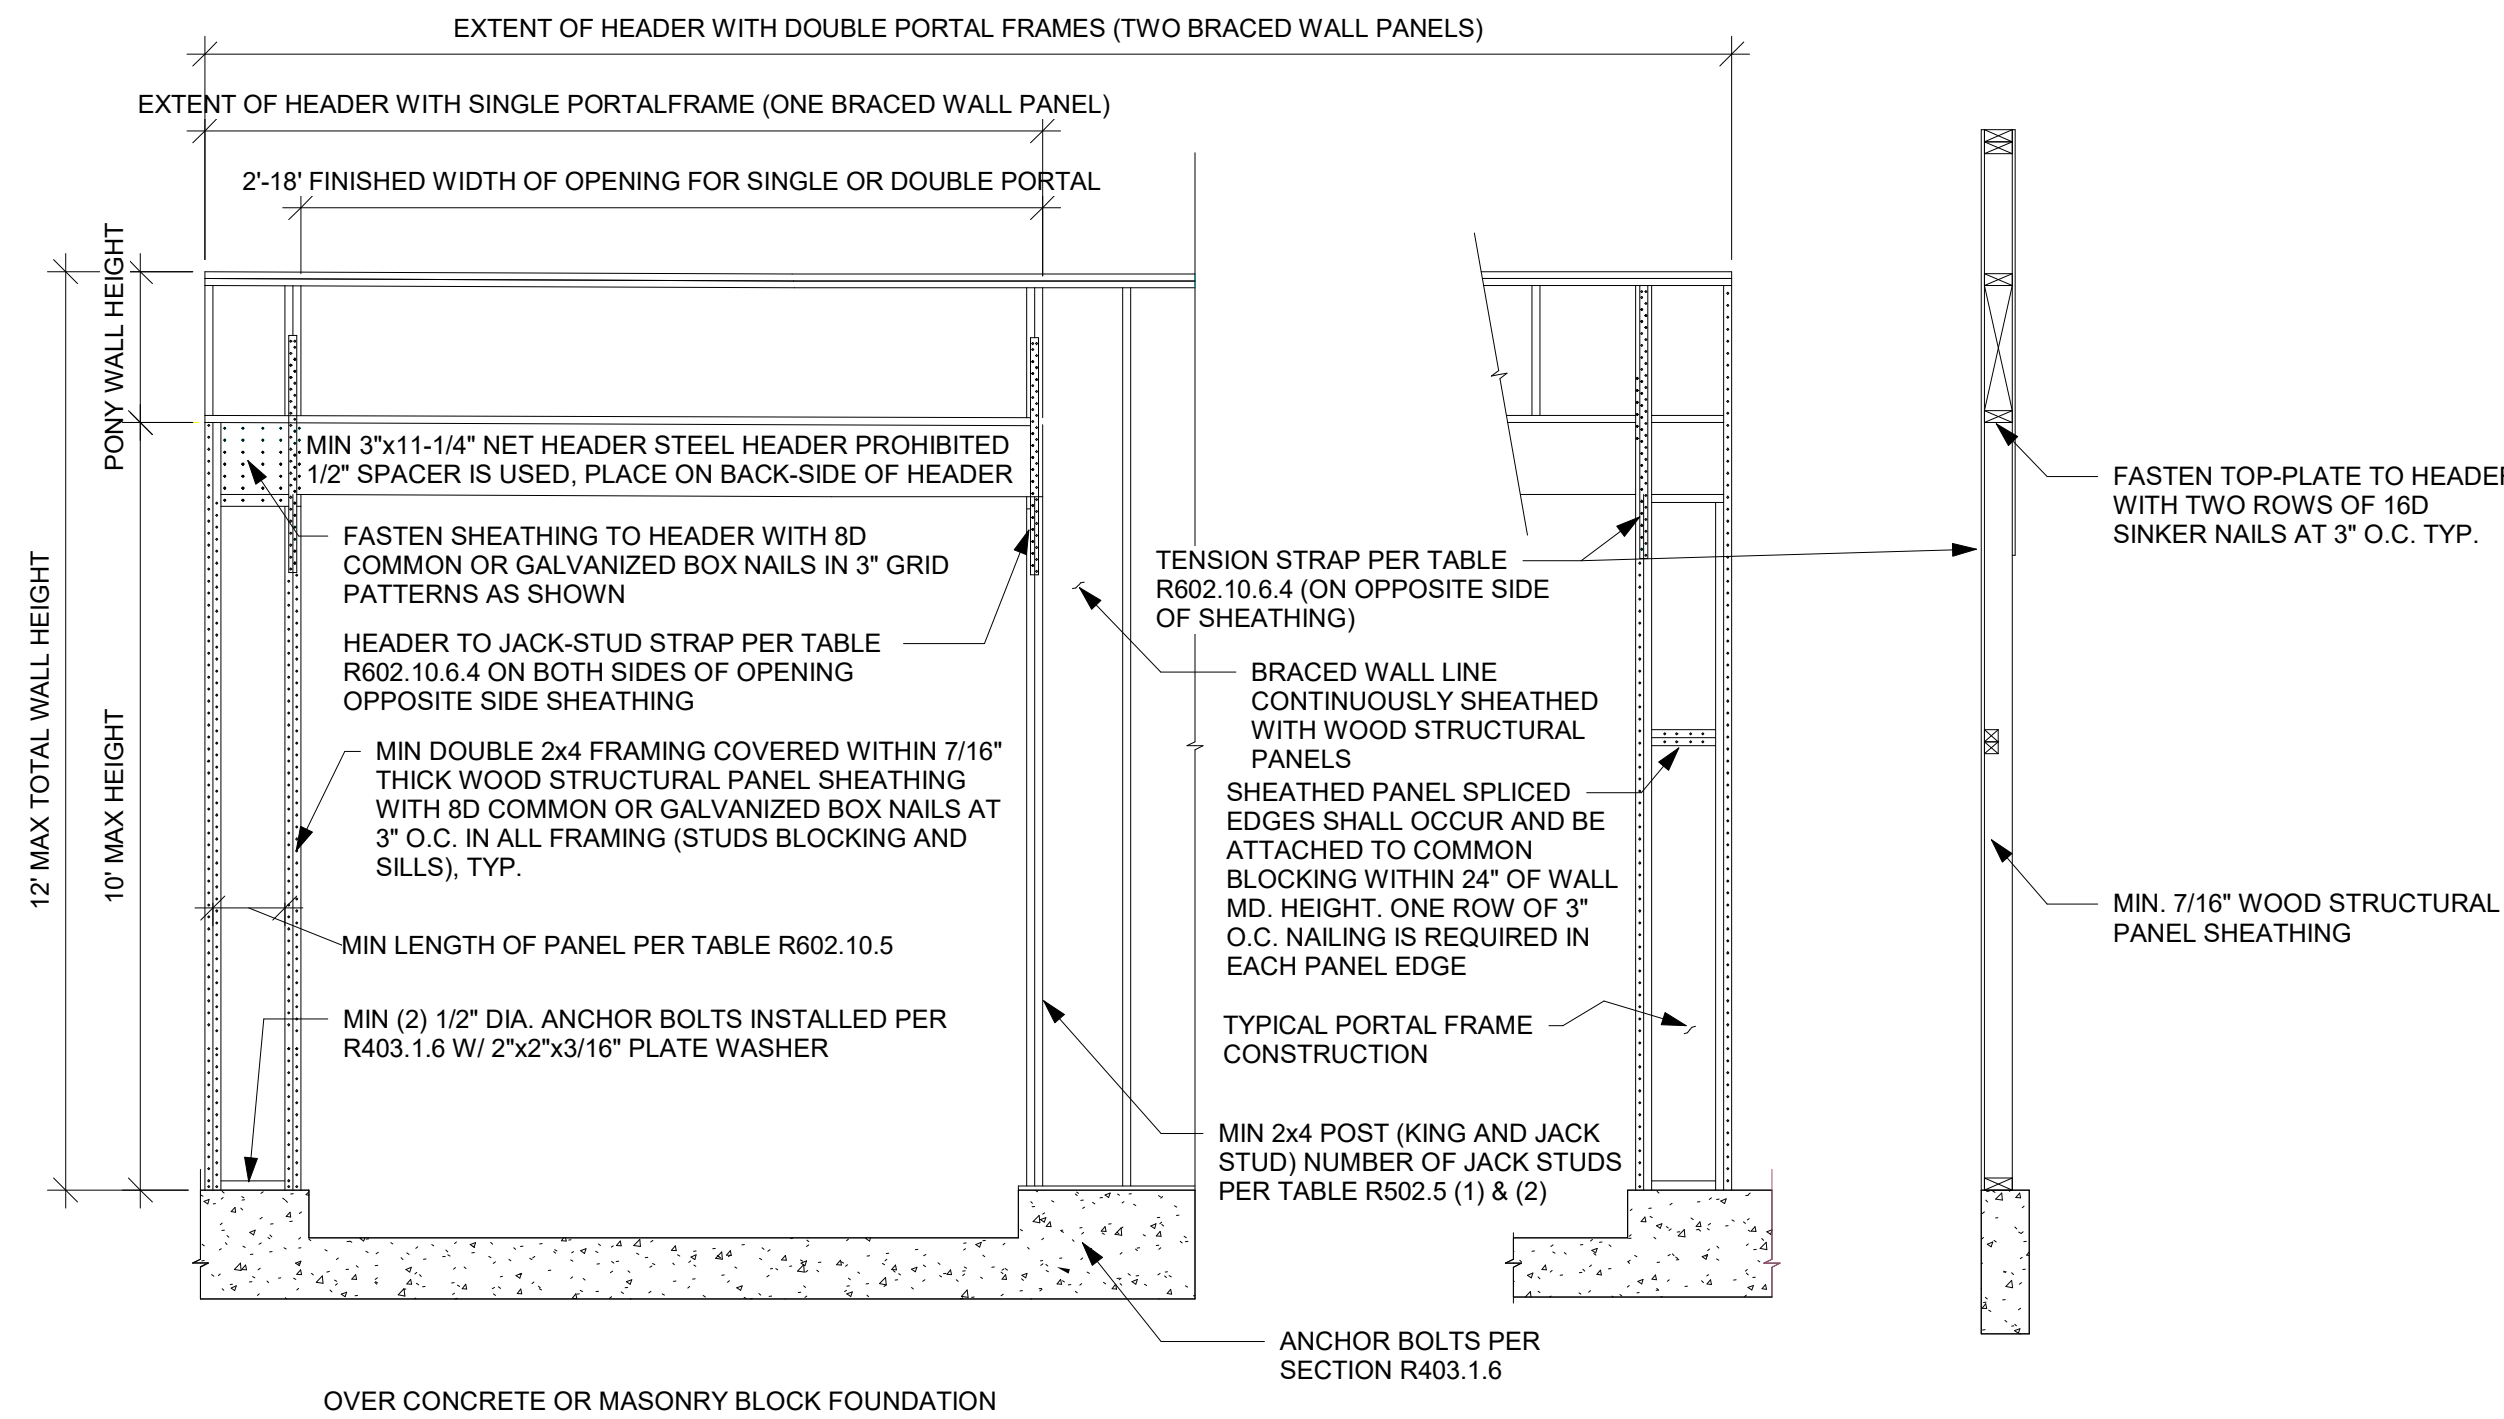 EXTENT OF HEADER WITH DOUBLE PORTAL FRAMES (TWO BRACED WALL PANELS)
EXTENT OF HEADER WITH SINGLE PORTALFRAME (ONE BRACED WALL PANEL)
2'-18' FINISHED WIDTH OF OPENING FOR SINGLE OR DOUBLE PORTAL
PONY WALL HEIGHT
12' MAX TOTAL WALL HEIGHT
10' MAX HEIGHT
MIN 3"x11-1/4" NET HEADER STEEL HEADER PROHIBITED
1/2" SPACER IS USED, PLACE ON BACK-SIDE OF HEADER
FASTEN SHEATHING TO HEADER WITH 8D
COMMON OR GALVANIZED BOX NAILS IN 3" GRID
PATTERNS AS SHOWN
HEADER TO JACK-STUD STRAP PER TABLE
R602.10.6.4 ON BOTH SIDES OF OPENING
OPPOSITE SIDE SHEATHING
MIN DOUBLE 2x4 FRAMING COVERED WITHIN 7/16"
THICK WOOD STRUCTURAL PANEL SHEATHING
WITH 8D COMMON OR GALVANIZED BOX NAILS AT
3" O.C. IN ALL FRAMING (STUDS BLOCKING AND
SILLS), TYP.
MIN LENGTH OF PANEL PER TABLE R602.10.5
MIN (2) 1/2" DIA. ANCHOR BOLTS INSTALLED PER
R403.1.6 W/ 2"x2"x3/16" PLATE WASHER
TENSION STRAP PER TABLE
R602.10.6.4 (ON OPPOSITE SIDE
OF SHEATHING)
BRACED WALL LINE
CONTINUOUSLY SHEATHED
WITH WOOD STRUCTURAL
PANELS
SHEATHED PANEL SPLICED
EDGES SHALL OCCUR AND BE
ATTACHED TO COMMON
BLOCKING WITHIN 24" OF WALL
MD. HEIGHT. ONE ROW OF 3"
O.C. NAILING IS REQUIRED IN
EACH PANEL EDGE
TYPICAL PORTAL FRAME
CONSTRUCTION
MIN 2x4 POST (KING AND JACK
STUD) NUMBER OF JACK STUDS
PER TABLE R502.5 (1) & (2)
ANCHOR BOLTS PER
SECTION R403.1.6
FASTEN TOP-PLATE TO HEADER
WITH TWO ROWS OF 16D
SINKER NAILS AT 3" O.C. TYP.
MIN. 7/16" WOOD STRUCTURAL
PANEL SHEATHING
OVER CONCRETE OR MASONRY BLOCK FOUNDATION